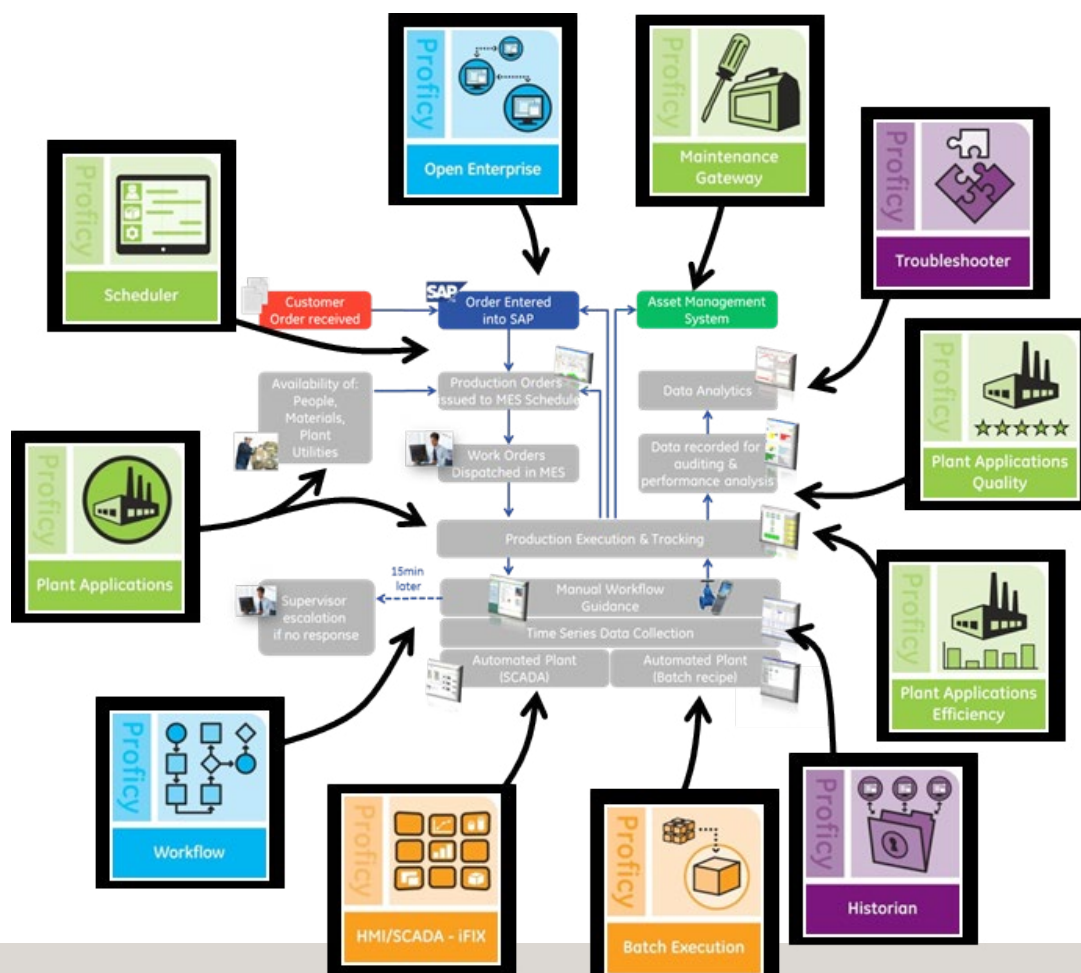 Proficy
Open Enterprise
Proficy
Maintenance
Gateway
Proficy
Troubleshooter
Proficy
Scheduler
Customer
Order received
SAP
Order Entered
into SAP
Asset Management
System
Availability of:
People,
Materials,
Plant
Utilities
Production Orders
issued to MES Schedule
Data Analytics
Proficy
Plant Applications
Quality
Work Orders
Dispatched in MES
Data recorded for
auditing &
performance analysis
Proficy
Plant Applications
Production Execution & Tracking
15min
later
Supervisor
escalation
if no response
Manual Workflow
Guidance
Time Series Data Collection
Automated Plant
(SCADA)
Automated Plant
(Batch recipe)
Proficy
Plant Applications
Efficiency
Proficy
Workflow
Proficy
HMI/SCADA - iFIX
Proficy
Batch Execution
Proficy
Historian